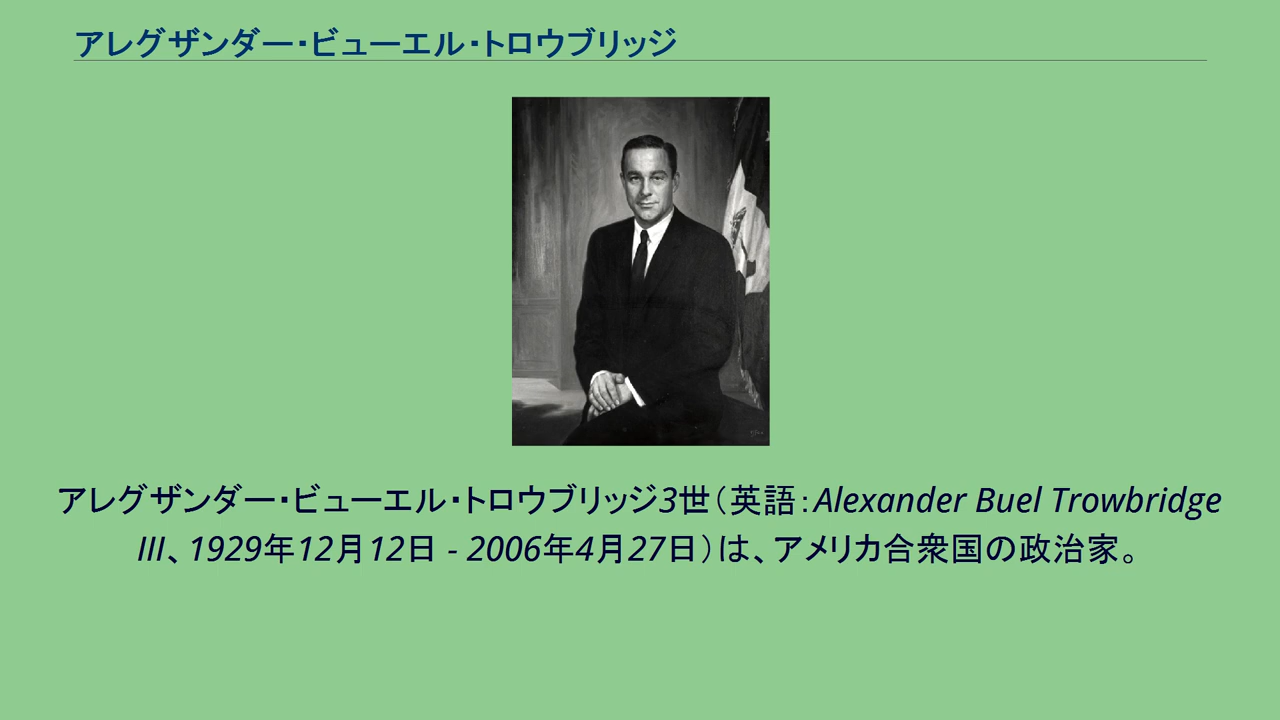 アレグザンダー・ビューエル・トロウブリッジ
アレグザンダー・ビューエル・トロウブリッジ3世（英語：Alexander Buel Trowbridge
III、1929年12月12日 - 2006年4月27日）は、アメリカ合衆国の政治家。